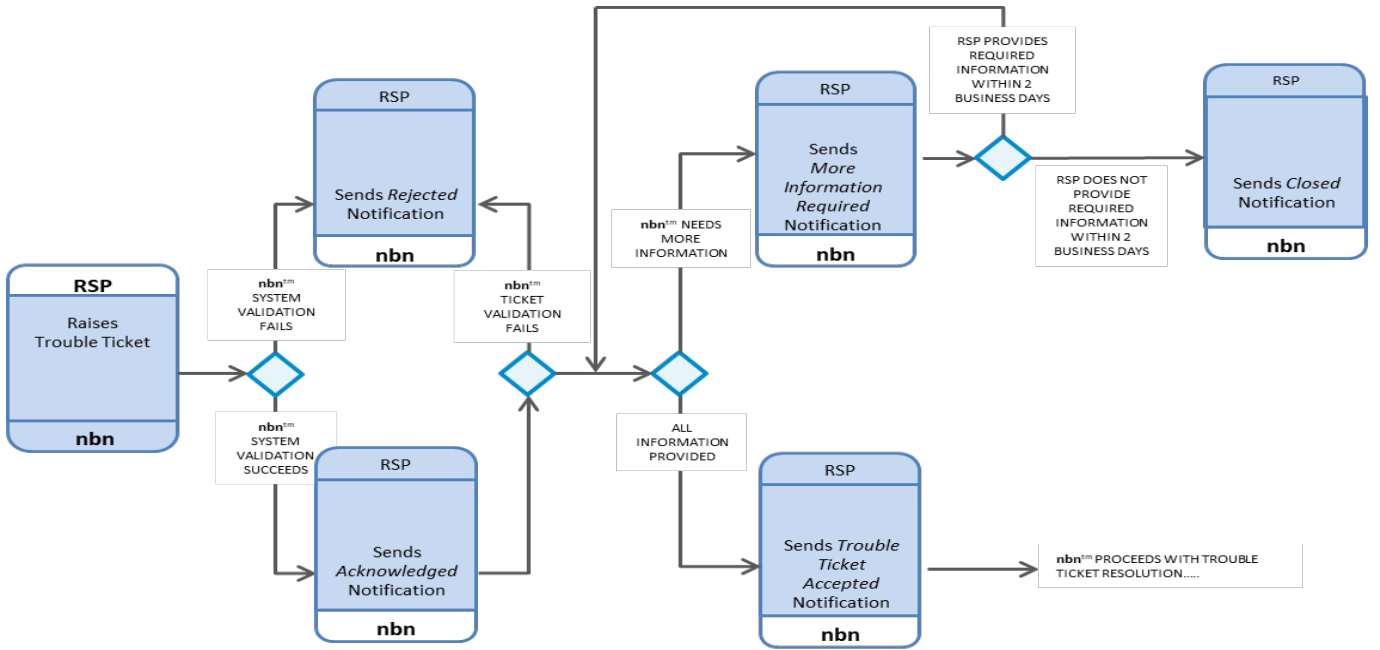 RSP
Raises
Trouble Ticket
nbn
nbn™
SYSTEM
VALIDATION
FAILS
nbn™
SYSTEM
VALIDATION
SUCCEEDS
RSP
Sends Rejected
Notification
nbn
RSP
Sends
Acknowledged
Notification
nbn
nbn™
TICKET
VALIDATION
FAILS
nbn™ NEEDS
MORE
INFORMATION
ALL
INFORMATION
PROVIDED
RSP
Sends
More
Information
Required
Notification
nbn
RSP
Sends Trouble
Ticket
Accepted
Notification
nbn
RSP PROVIDES
REQUIRED
INFORMATION
WITHIN 2
BUSINESS DAYS
RSP DOES NOT
PROVIDE
REQUIRED
INFORMATION
WITHIN 2
BUSINESS DAYS
RSP
Sends Closed
Notification
nbn
nbn™ PROCEEDS WITH TROUBLE
TICKET RESOLUTION.....